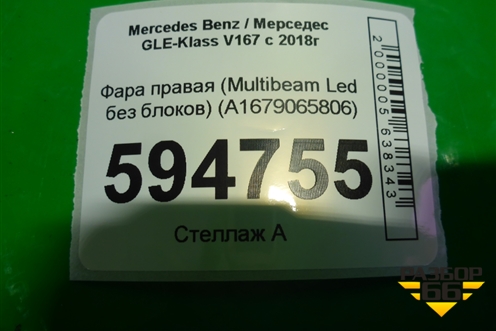 Mercedes Benz / Мерседес
GLE-Klass V167 с 2018г
Фара правая (Multibeam Led
без блоков) (A1679065806)
594755
Стеллаж А
2000005638343
РАЗБОР
66